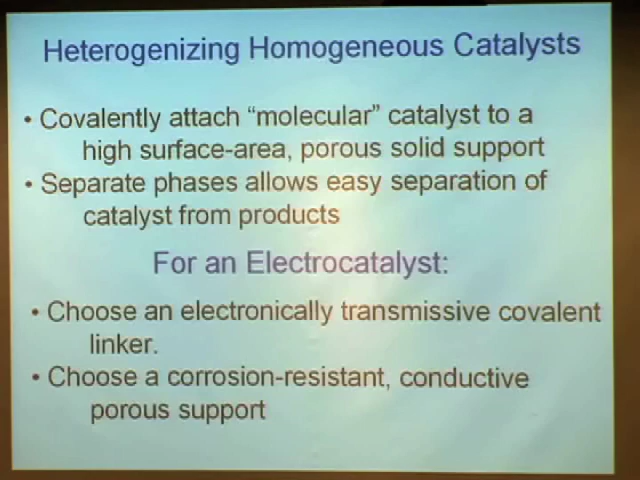 Heterogenizing Homogeneous Catalysts
• Covalently attach “molecular” catalyst to a
high surface-area, porous solid support
• Separate phases allows easy separation of
catalyst from products
For an Electrocatalyst:
• Choose an electronically transmissive covalent
linker.
• Choose a corrosion-resistant, conductive
porous support